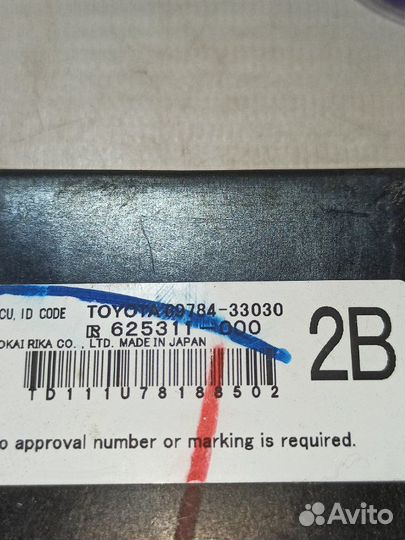 CU, ID CODE TOYOTA 89784-33030
625311-000
OKAI RIKA CO., LTD. MADE IN JAPAN
2B
TD111U78188502
o approval number or marking is required.
Avito